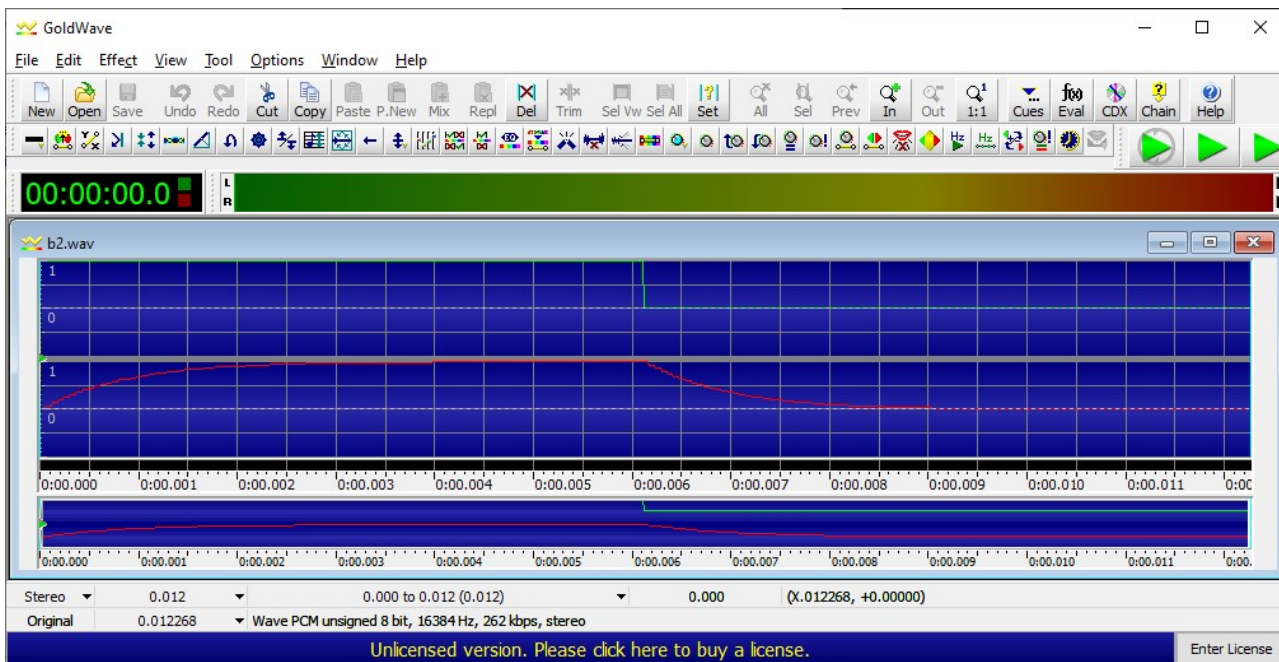 GoldWave
File Edit Effect View Tool Options Window Help
New Open Save Undo Redo Cut Copy Paste P.New Mix Repl Del Trim Sel Vw Sel All Set All Sel Prev In Out 1:1 Cues Eval CDX Chain Help
00:00:00.0 L
R
b2.wav
1
0
1
0
0:00.000 0:00.001 0:00.002 0:00.003 0:00.004 0:00.005 0:00.006 0:00.007 0:00.008 0:00.009 0:00.010 0:00.011 0:00
0:00.000 0:00.001 0:00.002 0:00.003 0:00.004 0:00.005 0:00.006 0:00.007 0:00.008 0:00.009 0:00.010 0:00.011 0:00.
Stereo 0.012 0.000 to 0.012 (0.012) 0.000 (X.012268, +0.00000)
Original 0.012268 Wave PCM unsigned 8 bit, 16384 Hz, 262 kbps, stereo
Unlicensed version. Please click here to buy a license. Enter License